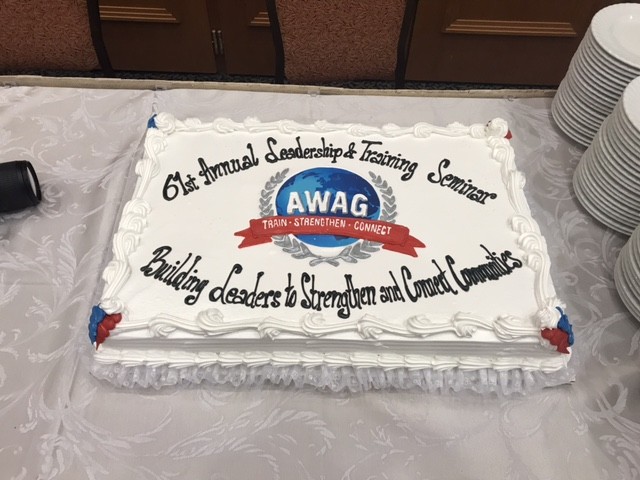 61st Annual Leadership & Training Seminar
AWAG
TRAIN - STRENGTHEN - CONNECT
Building Leaders to Strengthen and Connect Communities